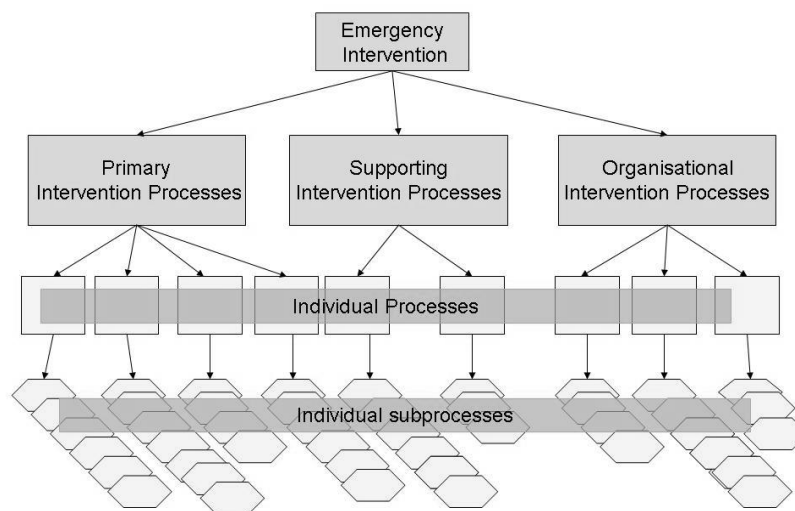 Emergency
Intervention
Primary
Intervention Processes
Supporting
Intervention Processes
Organisational
Intervention Processes
Individual Processes
Individual subprocesses